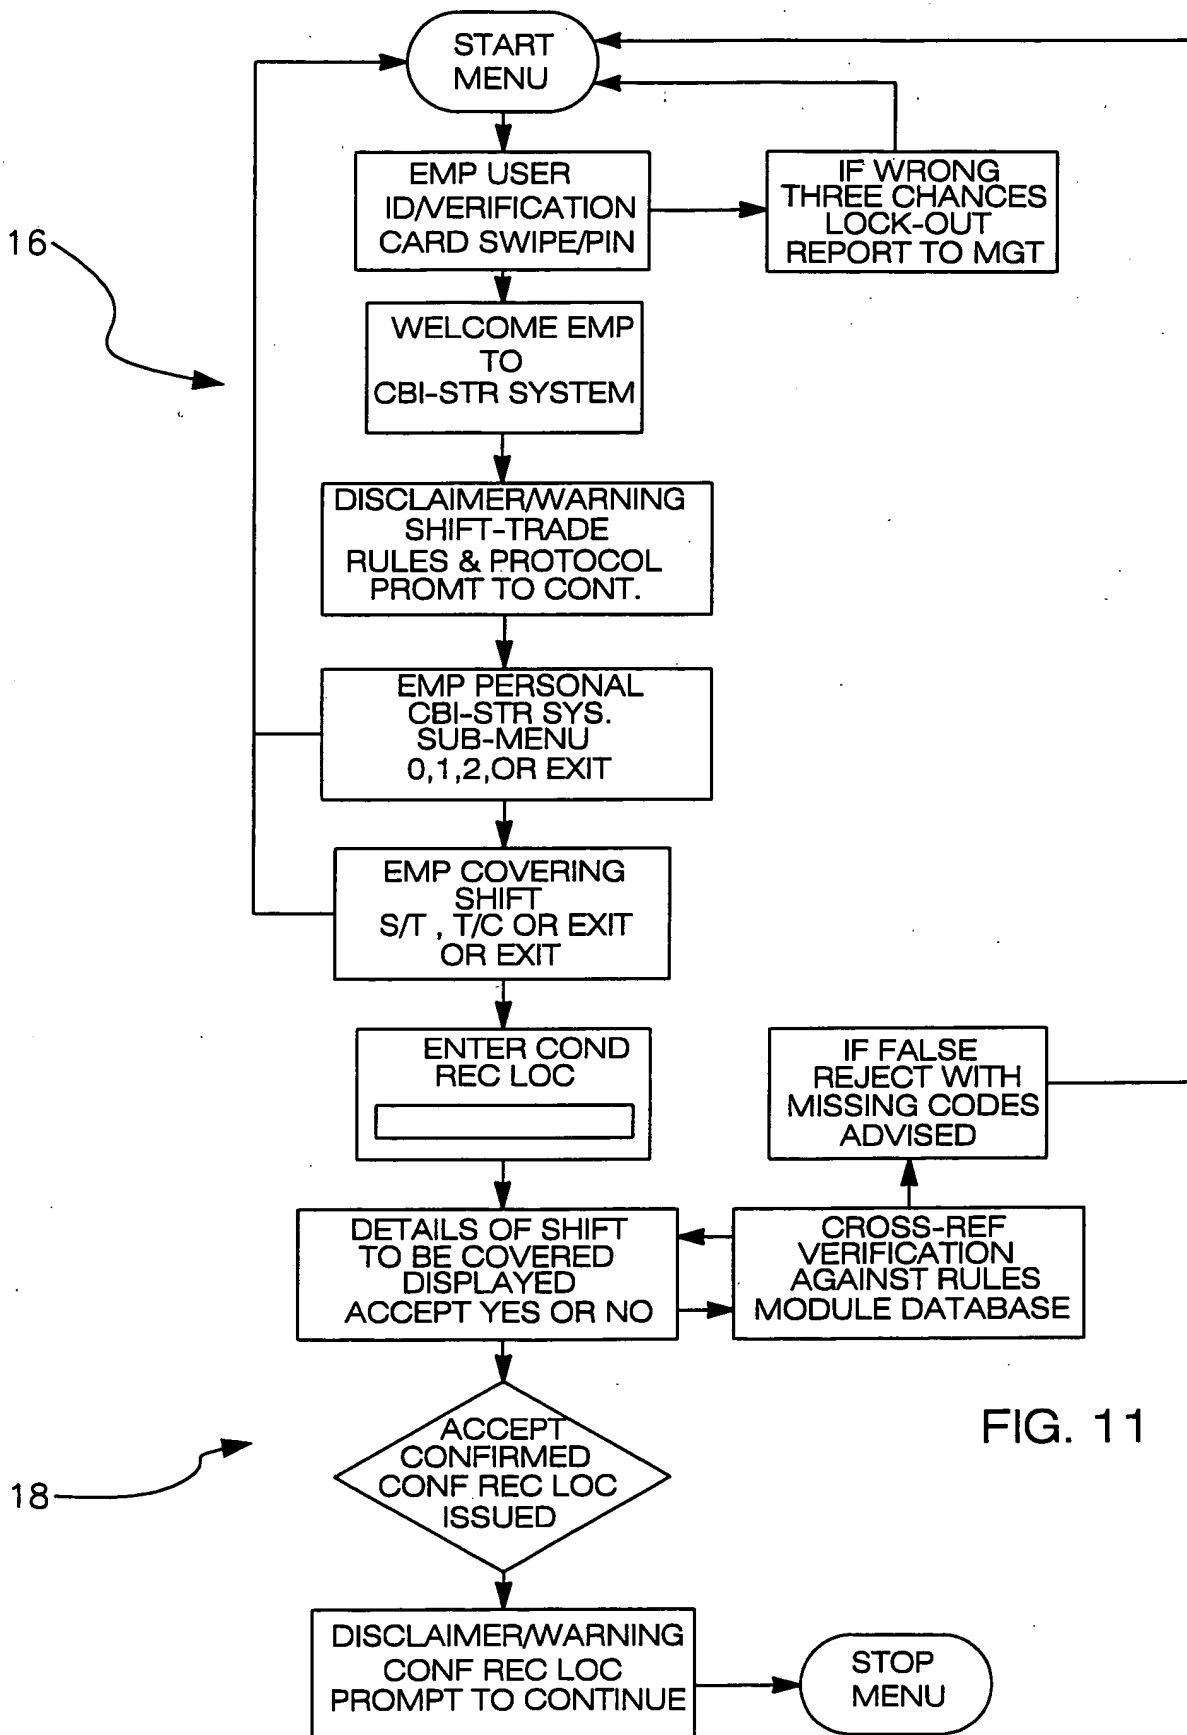 START
MENU
EMP USER
ID/VERIFICATION
CARD SWIPE/PIN
IF WRONG
THREE CHANCES
LOCK-OUT
REPORT TO MGT
16
WELCOME EMP
TO
CBI-STR SYSTEM
DISCLAIMER/WARNING
SHIFT-TRADE
RULES & PROTOCOL
PROMT TO CONT.
EMP PERSONAL
CBI-STR SYS.
SUB-MENU
0,1,2,OR EXIT
EMP COVERING
SHIFT
S/T , T/C OR EXIT
OR EXIT
ENTER COND
REC LOC
IF FALSE
REJECT WITH
MISSING CODES
ADVISED
DETAILS OF SHIFT
TO BE COVERED
DISPLAYED
ACCEPT YES OR NO
CROSS-REF
VERIFICATION
AGAINST RULES
MODULE DATABASE
ACCEPT
CONFIRMED
CONF REC LOC
ISSUED
18
FIG. 11
DISCLAIMER/WARNING
CONF REC LOC
PROMPT TO CONTINUE
STOP
MENU